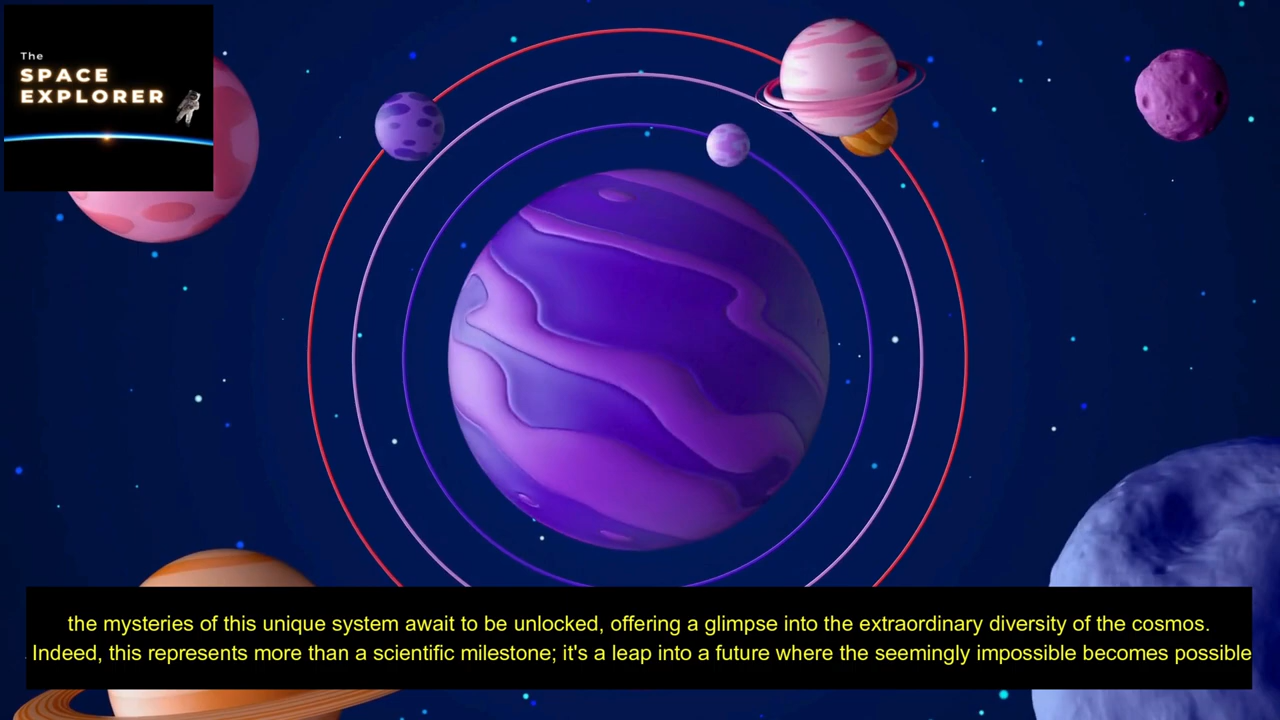 The
SPACE
EXPLORER
the mysteries of this unique system await to be unlocked, offering a glimpse into the extraordinary diversity of the cosmos.
Indeed, this represents more than a scientific milestone; it's a leap into a future where the seemingly impossible becomes possible